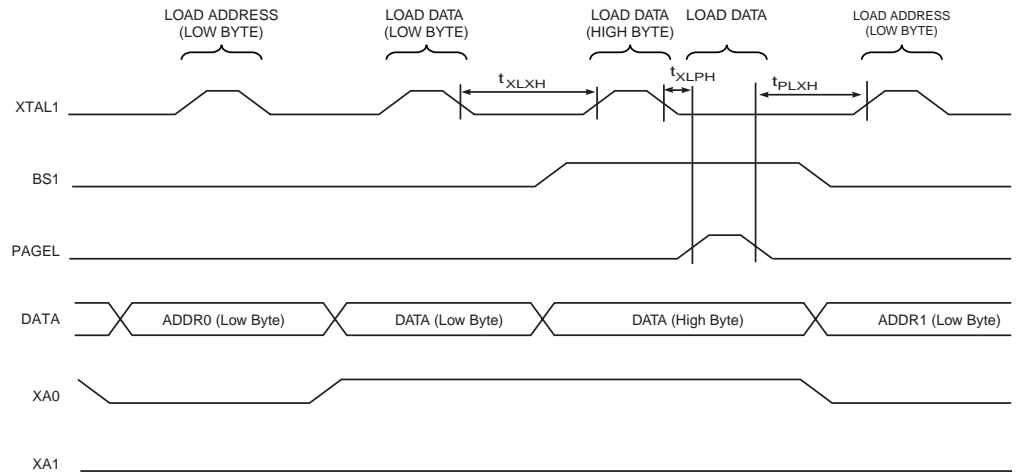 LOAD ADDRESS
(LOW BYTE)
LOAD DATA
(LOW BYTE)
LOAD DATA
(HIGH BYTE)
LOAD DATA
LOAD ADDRESS
(LOW BYTE)
tXLXH
tXLPH
tPLXH
XTAL1
BS1
PAGEL
DATA
ADDR0 (Low Byte)
DATA (Low Byte)
DATA (High Byte)
ADDR1 (Low Byte)
XA0
XA1